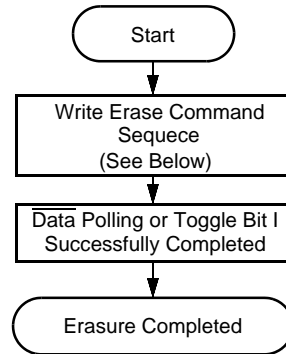 Start
Write Erase Command
Sequece
(See Below)
Data Polling or Toggle Bit I
Successfully Completed
Erasure Completed